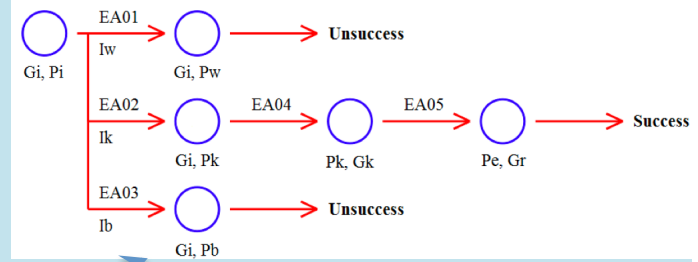 EA01
Iw
Unsuccess
Gi, Pi
Gi, Pw
EA02
EA04
EA05
Ik
Success
Gi, Pk
Pk, Gk
Pe, Gr
EA03
Ib
Unsuccess
Gi, Pb